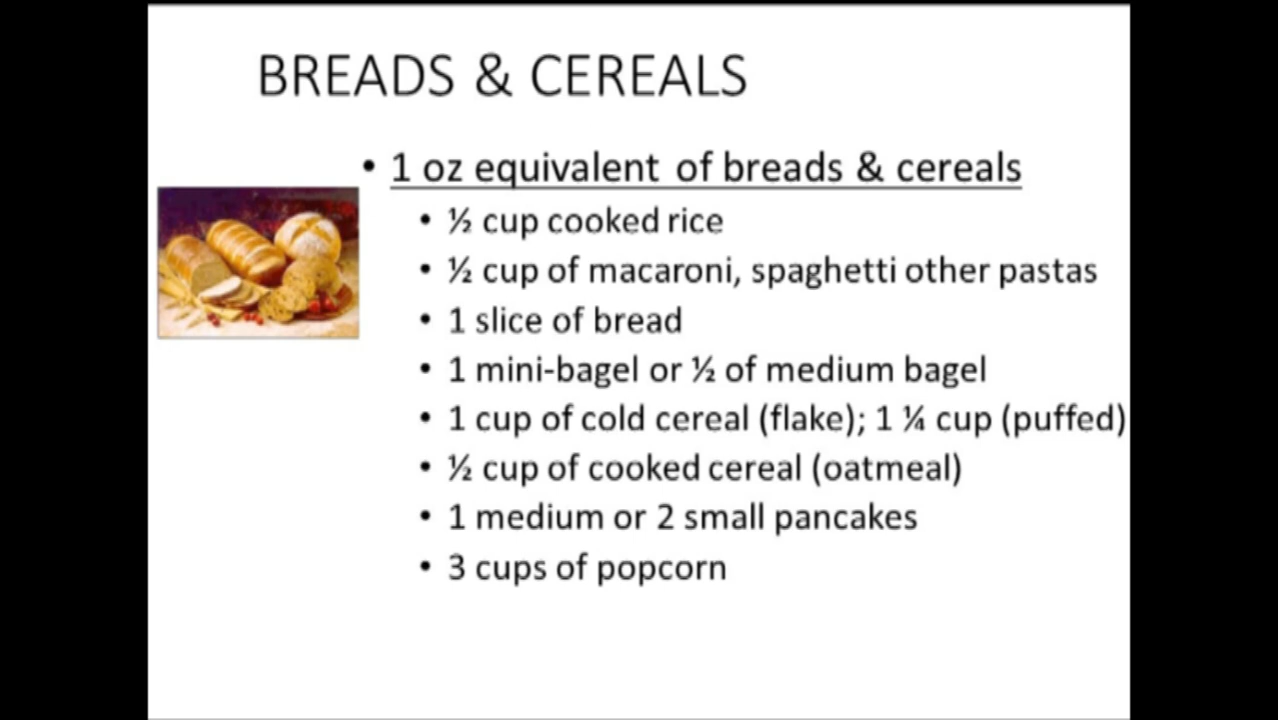 BREADS & CEREALS
• 1 oz equivalent of breads & cereals
• ½ cup cooked rice
• ½ cup of macaroni, spaghetti other pastas
• 1 slice of bread
• 1 mini-bagel or ½ of medium bagel
• 1 cup of cold cereal (flake); 1 ¼ cup (puffed)
• ½ cup of cooked cereal (oatmeal)
• 1 medium or 2 small pancakes
• 3 cups of popcorn